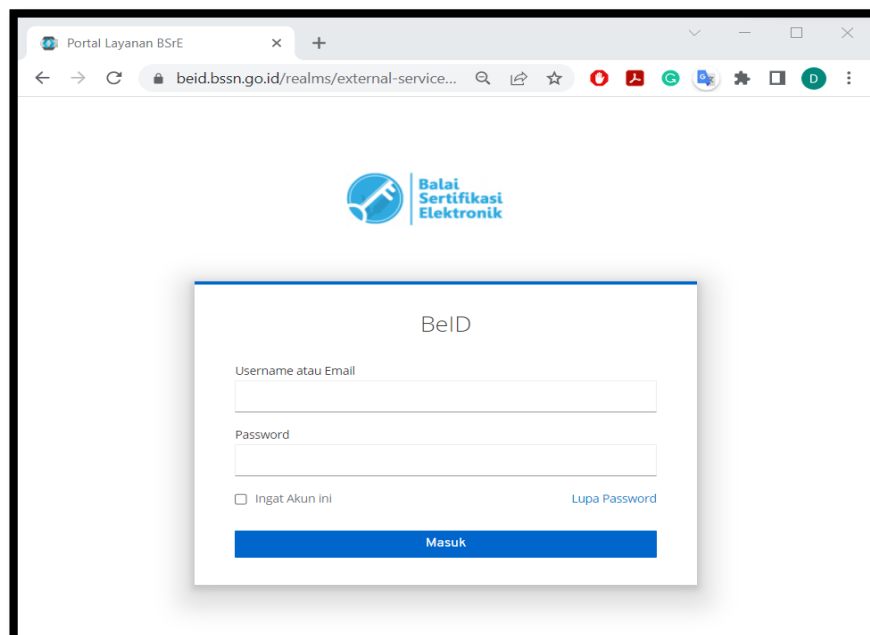 Portal Layanan BSrE
beid.bssn.go.id/realms/external-service...
D
Balai
Sertifikasi
Elektronik
BeID
Username atau Email
Password
Ingat Akun ini
Lupa Password
Masuk